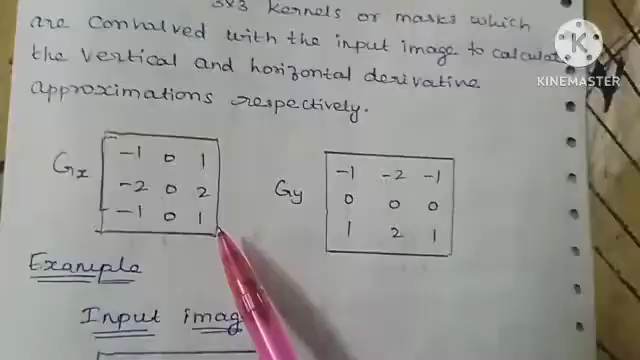 3x3 kernels or masks which
are convolved with the input image to calculat
the vertical and horizontal derivative
approximations respectively.
KINEMASTER
Gx
-1 0 1
-2 0 2
-1 0 1
Gy
-1 -2 -1
0 0 0
1 2 1
Example
Input imag